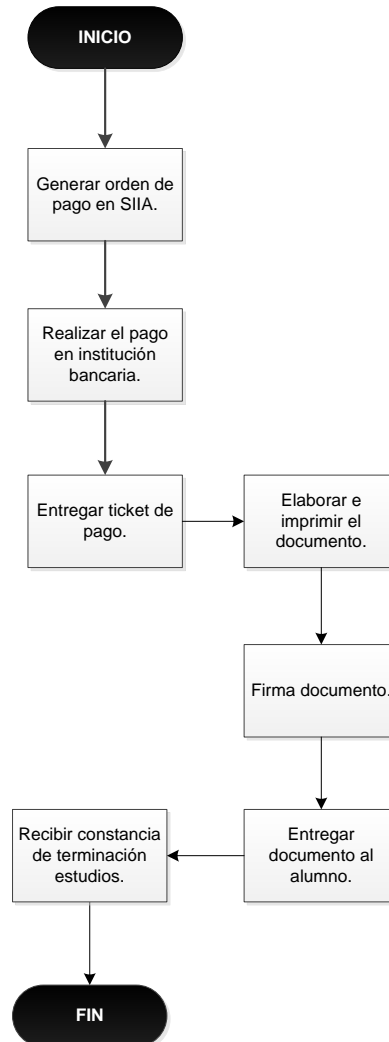 INICIO
Generar orden de
pago en SIIA.
Realizar el pago
en institución
bancaria.
Entregar ticket de
pago.
Elaborar e
imprimir el
documento.
Firma documento.
Entregar
documento al
alumno.
Recibir constancia
de terminación
estudios.
FIN